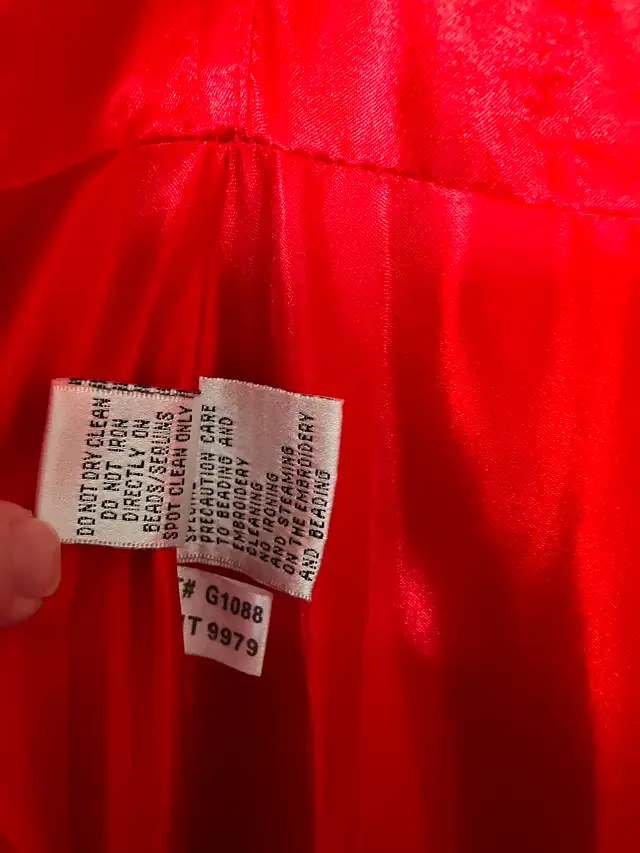 DO NOT DRY CLEAN
DO NOT IRON
DIRECTLY ON
BEADS/SEQUINS
SPOT CLEAN ONLY
PRECAUTION CARE
TO BEADING AND
EMBROIDERY
CLEANING
NO IRONING
AND STEAMING
ON THE EMBROIDERY
AND BEADING
# G1088
T 9979